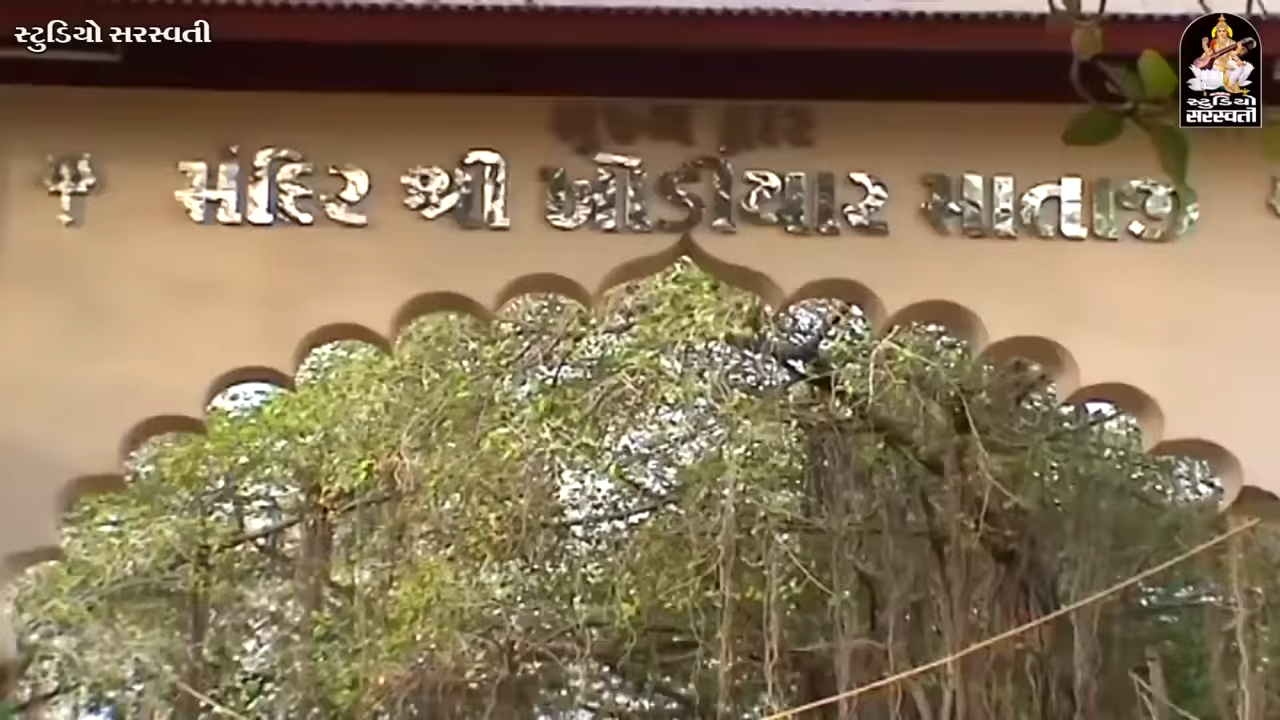 સ્ટુડિયો સરસ્વતી
સ્ટુડિયો
સરસ્વતી
મંદિર શ્રી ખોડીયાર માતાજી